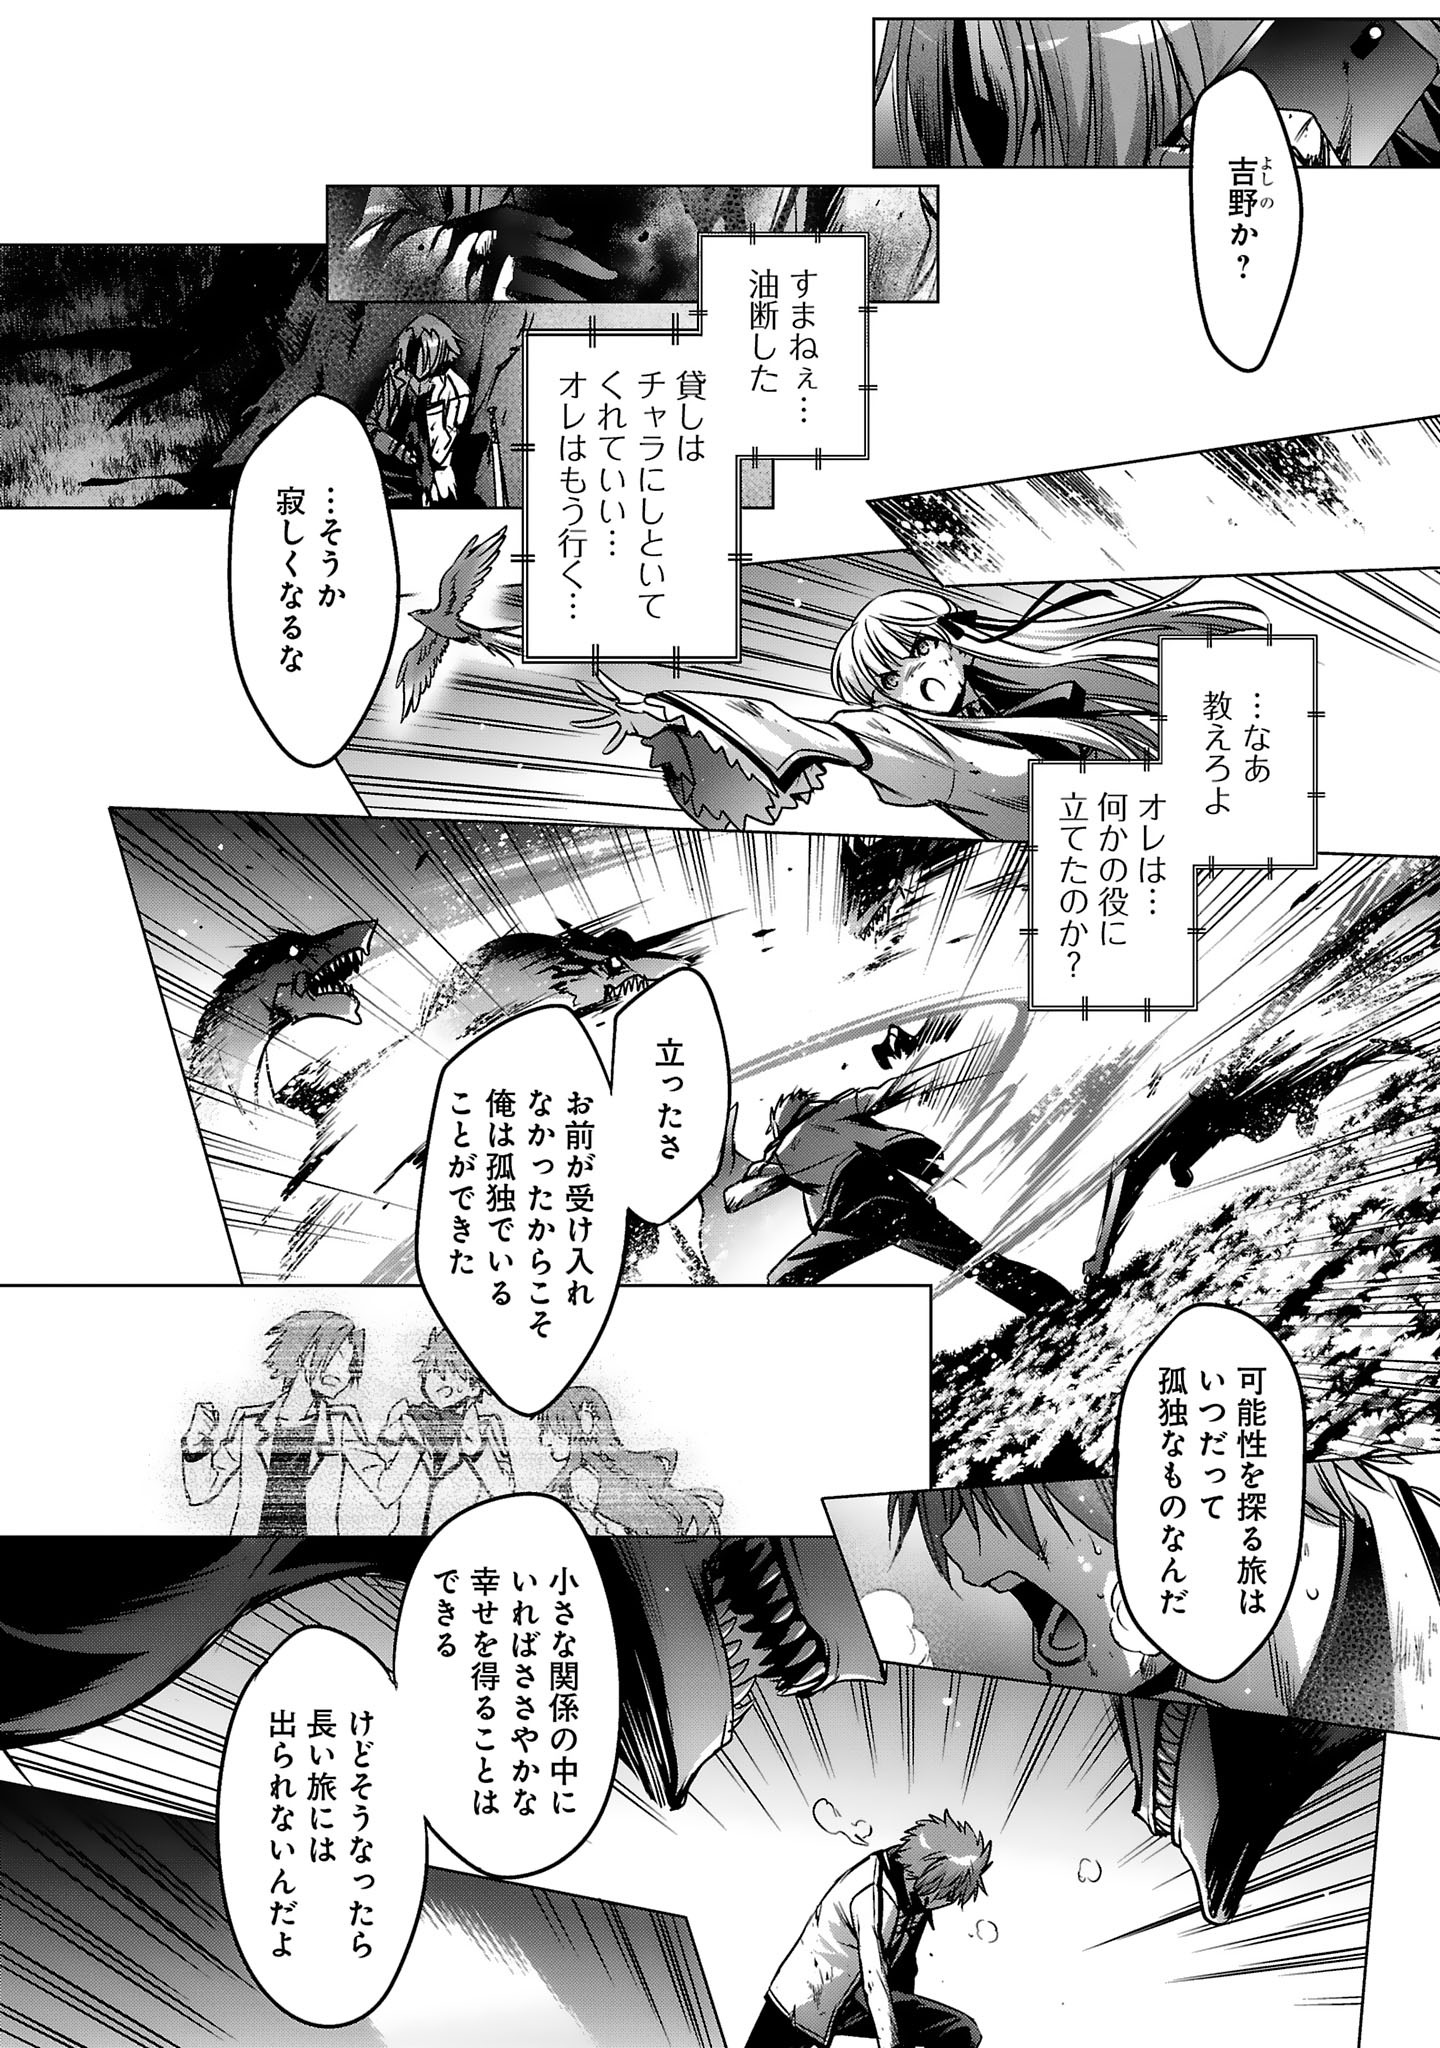 吉野か?
よしの
すまねぇ…
油断した
貸しは
チャラにしといて
くれていい…
オレはもう行く…
…そうか
寂しくなるな
…なあ
教えろよ
オレは…
何かの役に
立てたのか?
立ったさ
お前が受け入れ
なかったからこそ
俺は孤独でいる
ことができた
可能性を探る旅は
いつだって
孤独なものなんだ
小さな関係の中に
いればささやかな
幸せを得ることは
できる
けどそうなったら
長い旅には
出られないんだよ